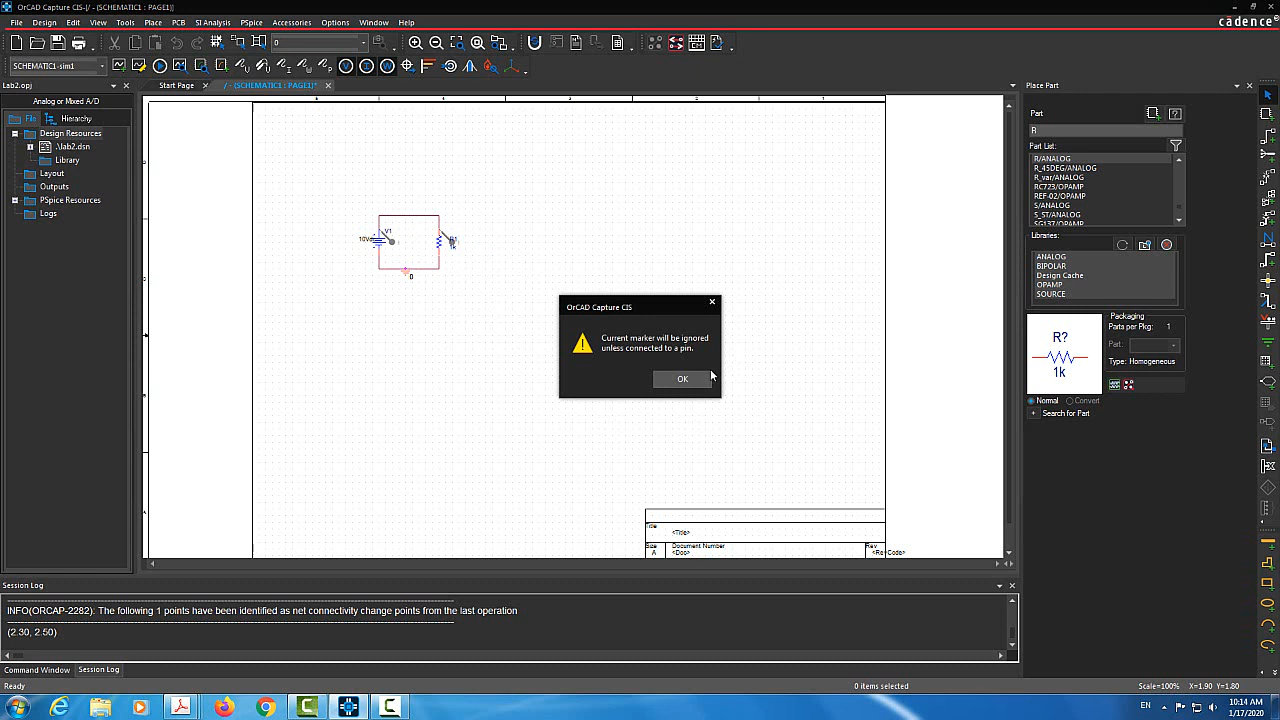 OrCAD Capture CIS-[/ - (SCHEMATIC1 : PAGE1)]
File Design Edit View Tools Place PCB SI Analysis PSpice Accessories Options Window Help
cadence
0
SCHEMATIC1-sim1
Lab2.opj
Start Page
/ - (SCHEMATIC1 : PAGE1)*
Place Part
Analog or Mixed A/D
File Hierarchy
Design Resources
.\lab2.dsn
Library
Layout
Outputs
PSpice Resources
Logs
V1
0
OrCAD Capture CIS
Current marker will be ignored
unless connected to a pin.
OK
Title
<Title>
Size
A
Document Number
<Doc>
Rev
<RevCode>
Part
R
Part List:
R/ANALOG
R_45DEG/ANALOG
R_var/ANALOG
RC723/OPAMP
REF-02/OPAMP
S/ANALOG
S_ST/ANALOG
SG137/OPAMP
Libraries:
ANALOG
BIPOLAR
Design Cache
OPAMP
SOURCE
R?
1k
Packaging
Parts per Pkg: 1
Part:
Type: Homogeneous
Normal Convert
Search for Part
Session Log
INFO(ORCAP-2282): The following 1 points have been identified as net connectivity change points from the last operation
(2.30, 2.50)
Command Window Session Log
Ready
0 items selected
Scale=100% X=1.90 Y=1.80
EN
10:14 AM
1/17/2020